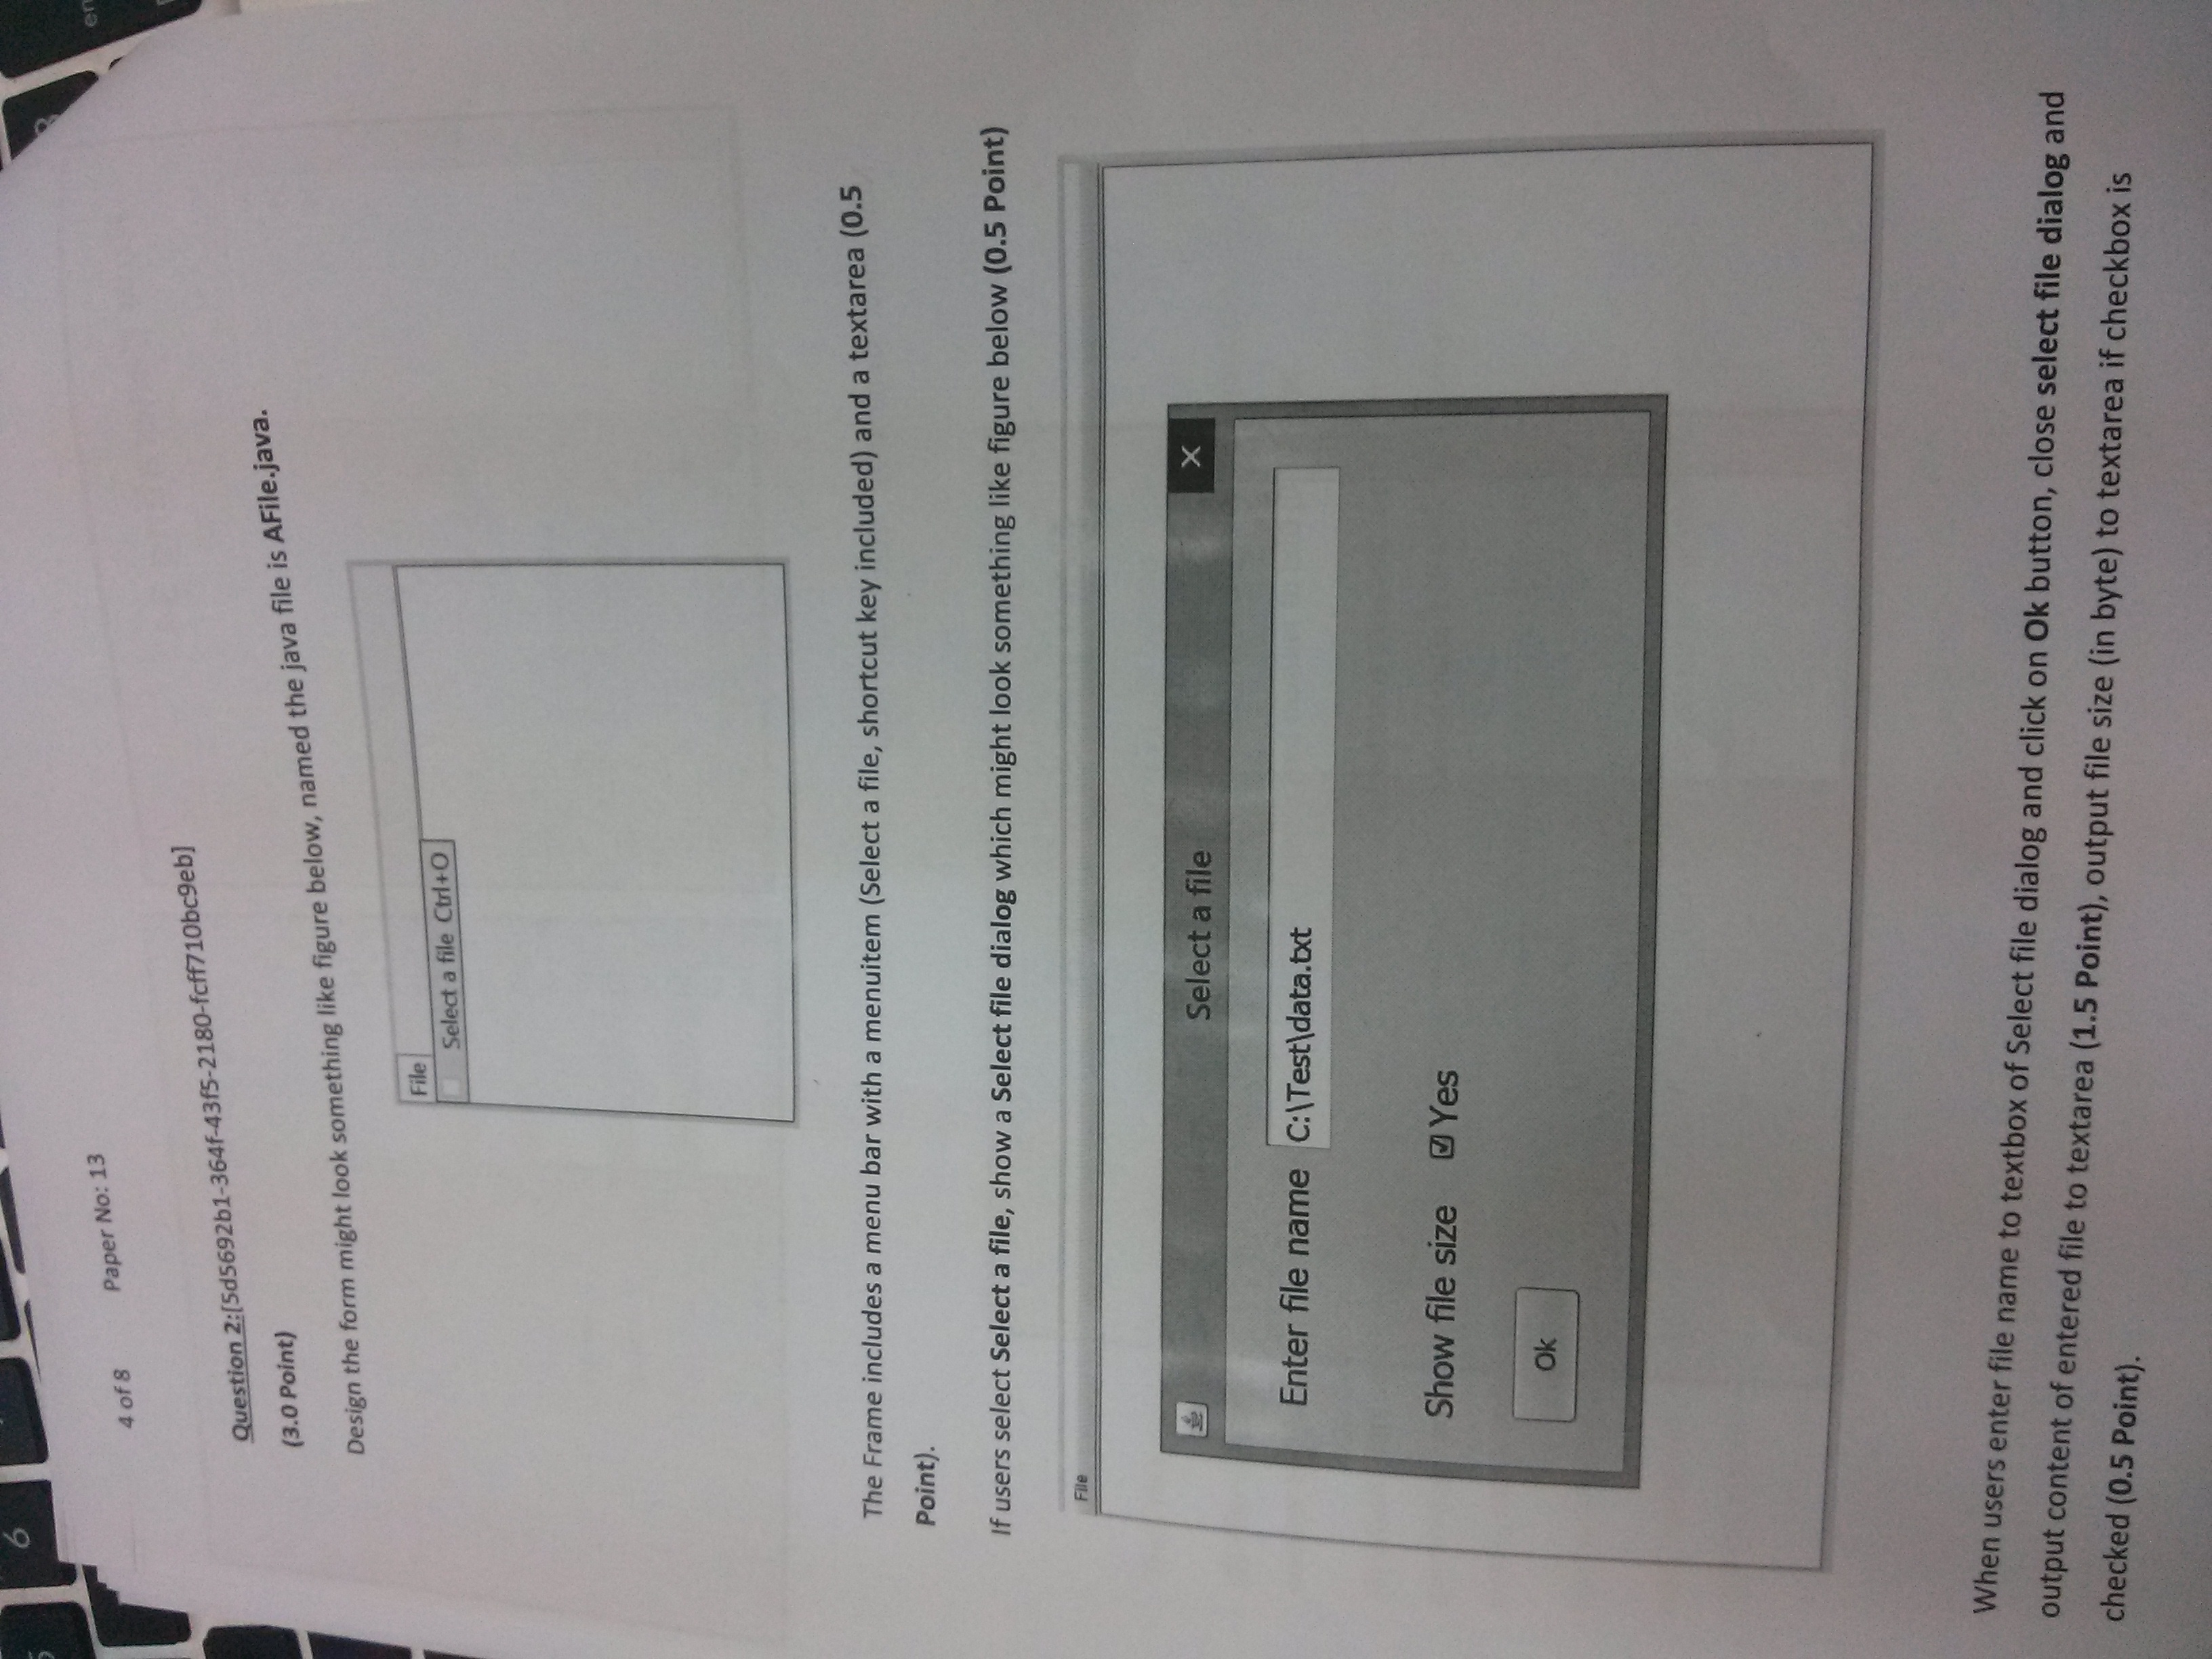 6
4 of 8 Paper No: 13
Question 2:[5d5692b1-364f-43f5-2180-fcff710bc9eb]
(3.0 Point)
Design the form might look something like figure below, named the java file is AFile.java.
File
Select a file Ctrl+O
The Frame includes a menu bar with a menuitem (Select a file, shortcut key included) and a textarea (0.5
Point).
If users select Select a file, show a Select file dialog which might look something like figure below (0.5 Point)
File
Select a file X
Enter file name C:\Test\data.txt
Show file size Yes
Ok
When users enter file name to textbox of Select file dialog and click on Ok button, close select file dialog and
output content of entered file to textarea (1.5 Point), output file size (in byte) to textarea if checkbox is
checked (0.5 Point).